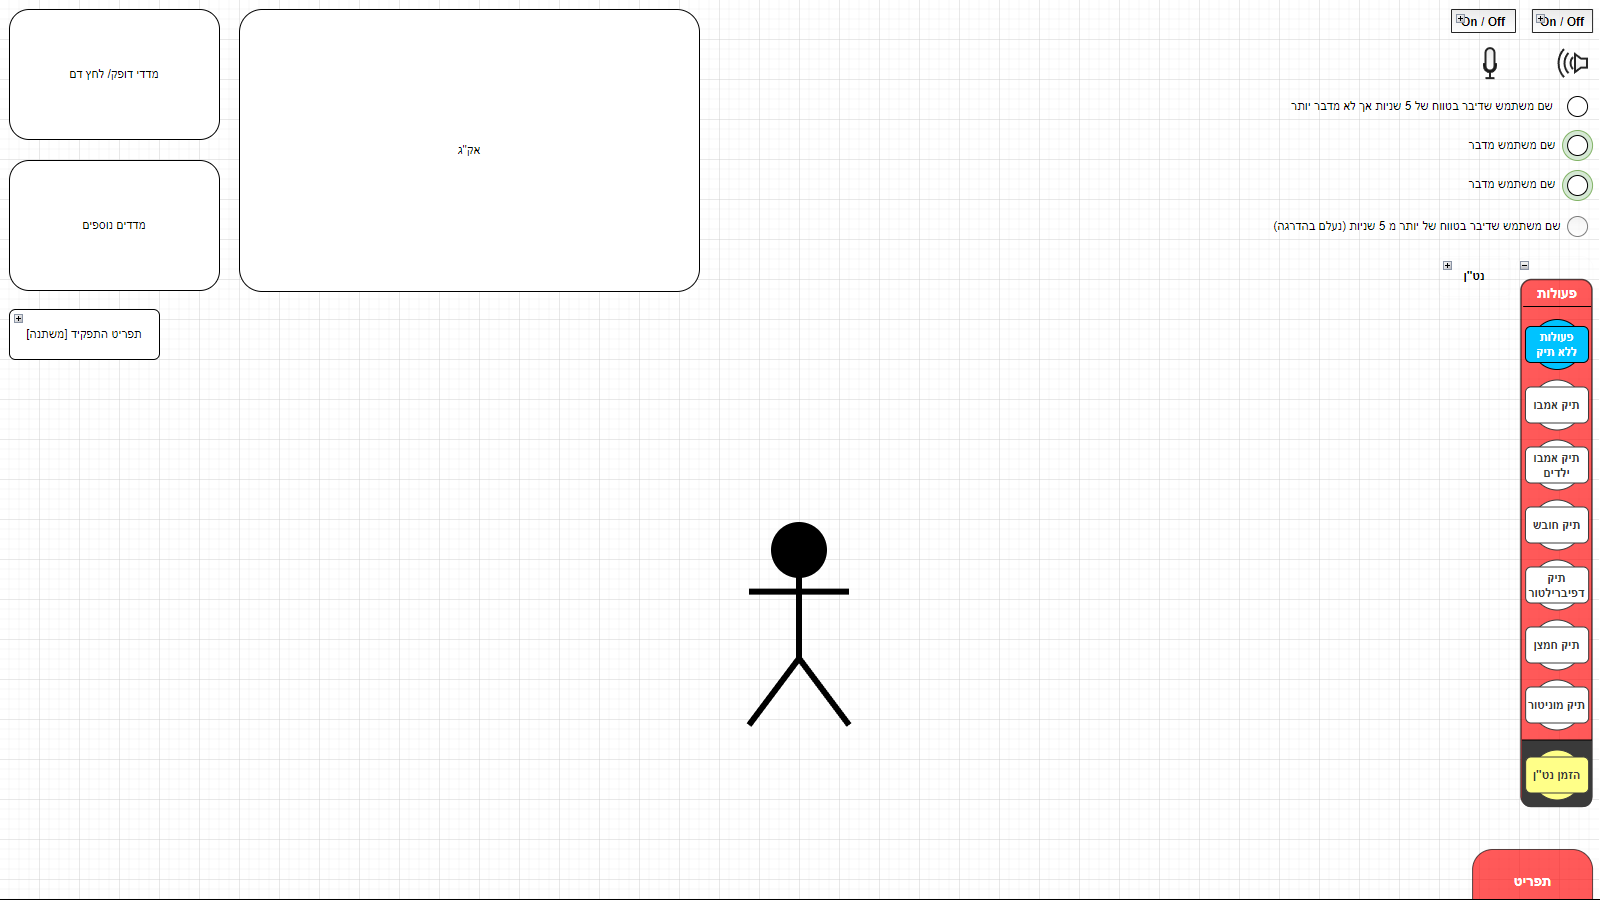 On / Off
On / Off
שם משתמש שדיבר בטווח של 5 שניות אך לא מדבר יותר
שם משתמש מדבר
שם משתמש מדבר
שם משתמש שדיבר בטווח של יותר מ 5 שניות (נעלם בהדרגה)
אק"ג
מדדי דופק/ לחץ דם
מדדים נוספים
תפריט התפקיד [משתנה]
נט"ן
פעולות
פעולות
ללא תיק
תיק אמבו
תיק אמבו
ילדים
תיק חובש
תיק
דפיברילטור
תיק חמצן
תיק מוניטור
הזמן נט"ן
תפריט